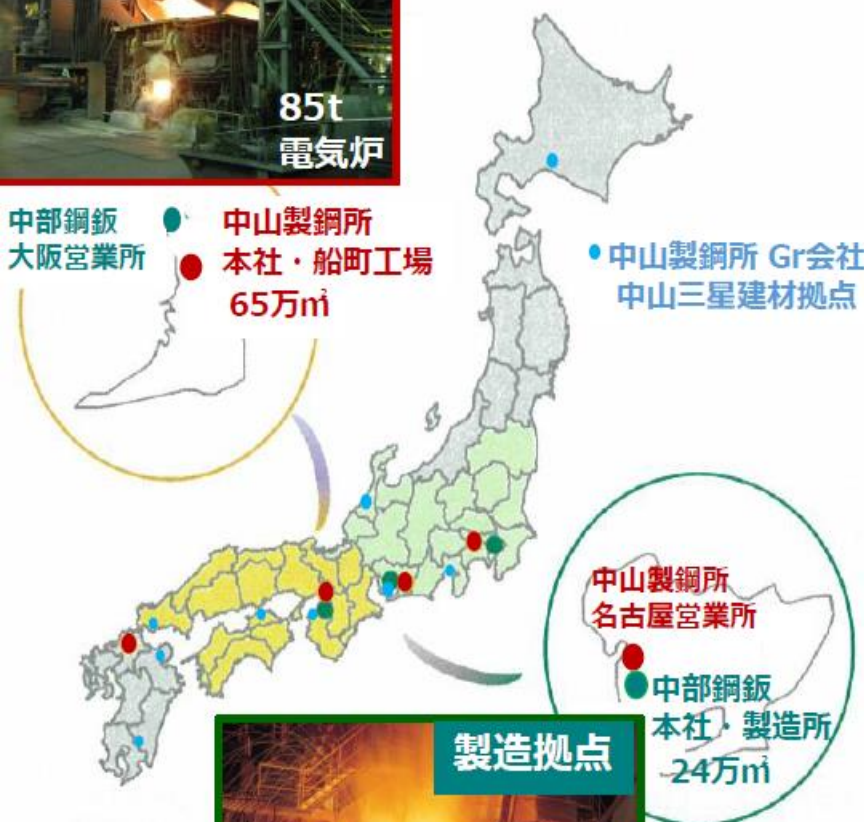 85t
電気炉
中部鋼鈑
大阪営業所
中山製鋼所
本社・船町工場
65万㎡
中山製鋼所 Gr会社
中山三星建材拠点
中山製鋼所
名古屋営業所
中部鋼鈑
本社・製造所
24万㎡
製造拠点